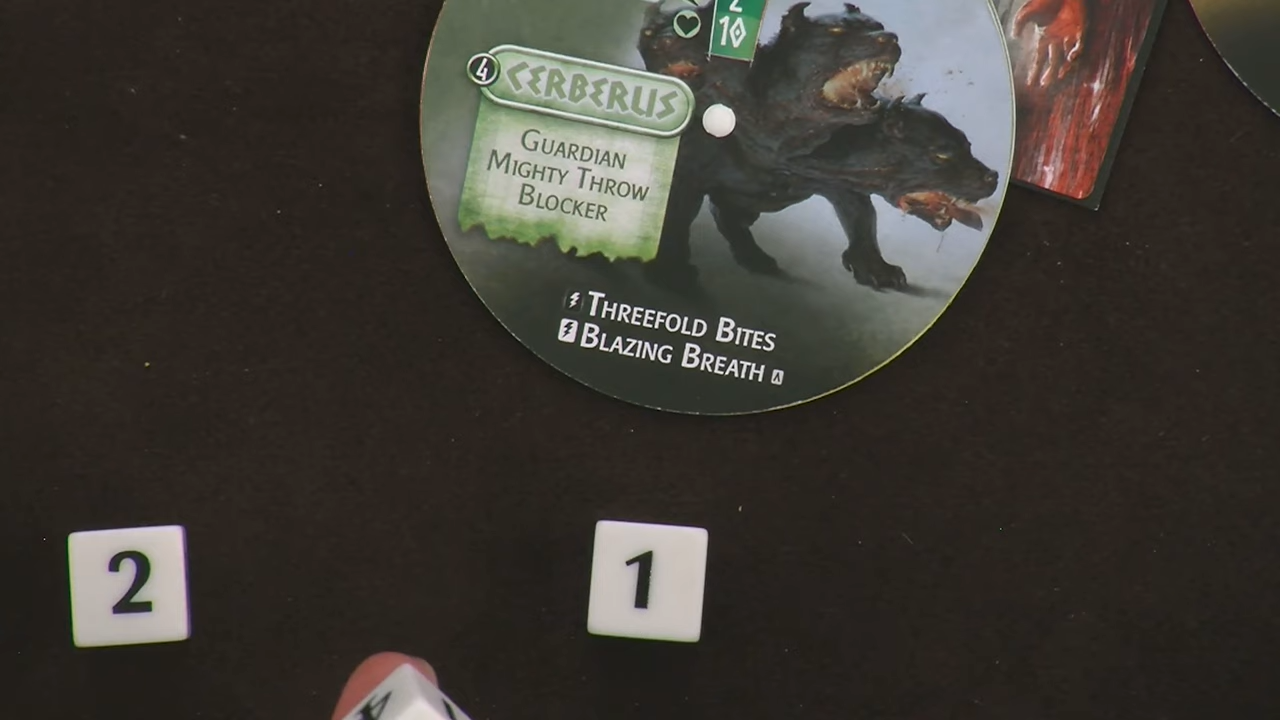 2
10
4 CERBERUS
GUARDIAN
MIGHTY THROW
BLOCKER
THREEFOLD BITES
BLAZING BREATH
2
1